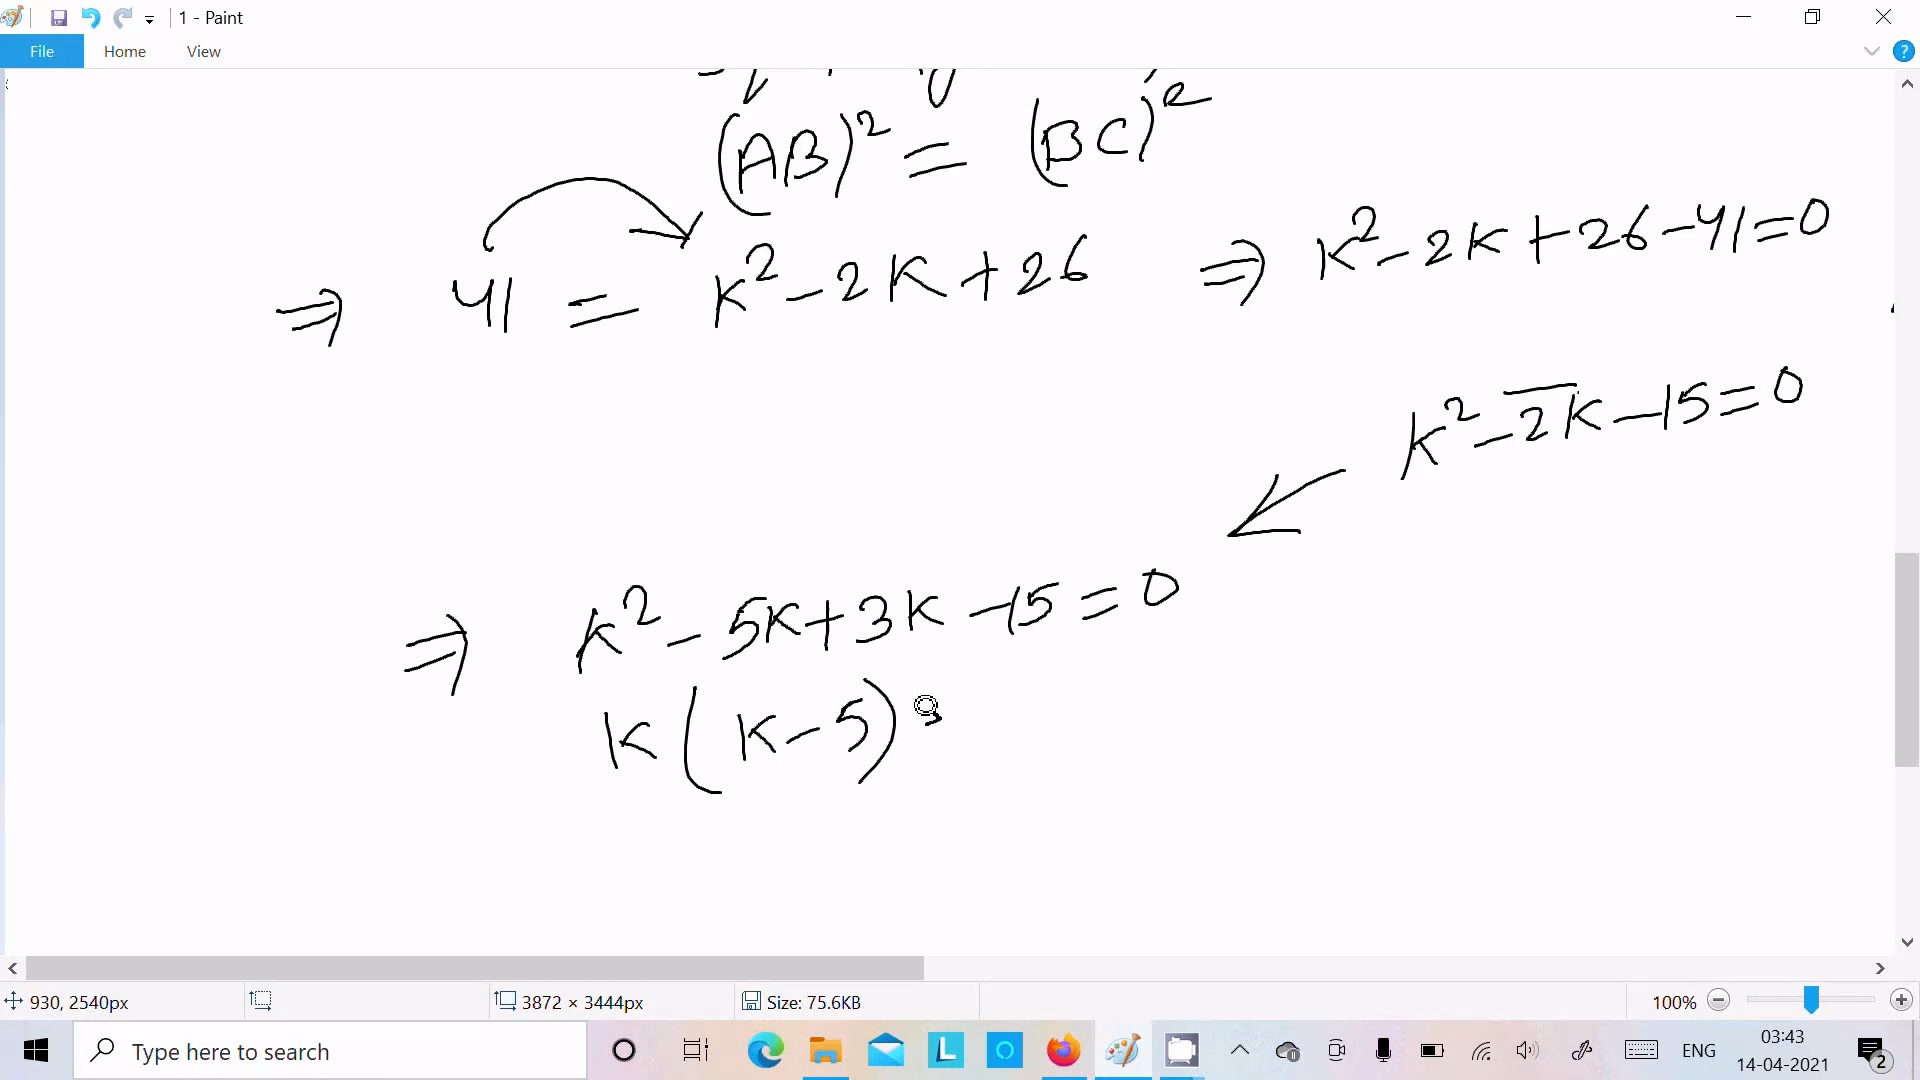 1 - Paint
File Home View
(AB)² = (BC)²
⇒ 41 = k² - 2k + 26 ⇒ k² - 2k + 26 - 41 = 0
k² - 2k - 15 = 0
⇒ k² - 5k + 3k - 15 = 0
k(k - 5)
930, 2540px 3872 × 3444px Size: 75.6KB 100%
Type here to search
ENG
03:43
14-04-2021
2